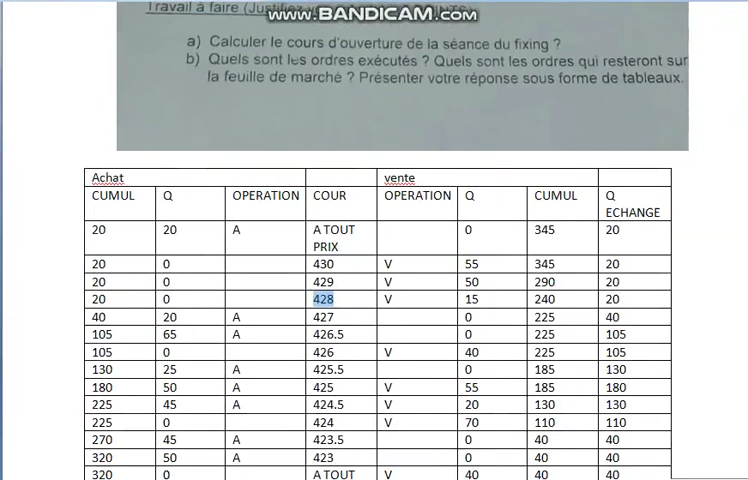 Travail à faire (Justifiez
www.BANDICAM.com
a) Calculer le cours d'ouverture de la séance du fixing ?
b) Quels sont les ordres exécutés ? Quels sont les ordres qui resteront sur
la feuille de marché ? Présenter votre réponse sous forme de tableaux.
Achat vente
CUMUL Q OPERATION COUR OPERATION Q CUMUL Q
ECHANGE
20 20 A A TOUT 0 345 20
PRIX
20 0 430 V 55 345 20
20 0 429 V 50 290 20
20 0 428 V 15 240 20
40 20 A 427 0 225 40
105 65 A 426.5 0 225 105
105 0 426 V 40 225 105
130 25 A 425.5 0 185 130
180 50 A 425 V 55 185 180
225 45 A 424.5 V 20 130 130
225 0 424 V 70 110 110
270 45 A 423.5 0 40 40
320 50 A 423 0 40 40
320 0 A TOUT V 40 40 40